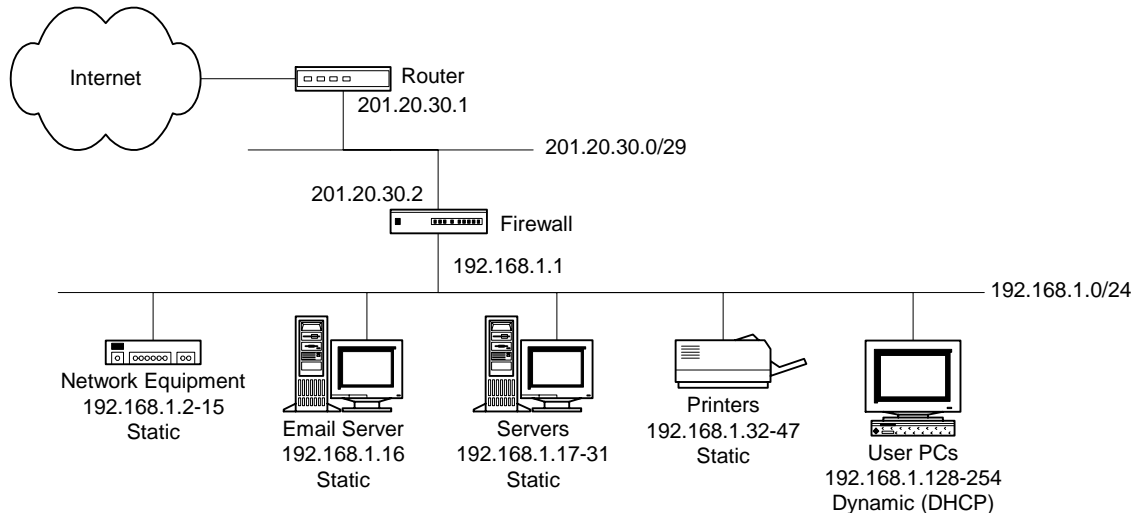 Internet
Router
201.20.30.1
201.20.30.0/29
201.20.30.2
Firewall
192.168.1.1
192.168.1.0/24
Network Equipment
192.168.1.2-15
Static
Email Server
192.168.1.16
Static
Servers
192.168.1.17-31
Static
Printers
192.168.1.32-47
Static
User PCs
192.168.1.128-254
Dynamic (DHCP)